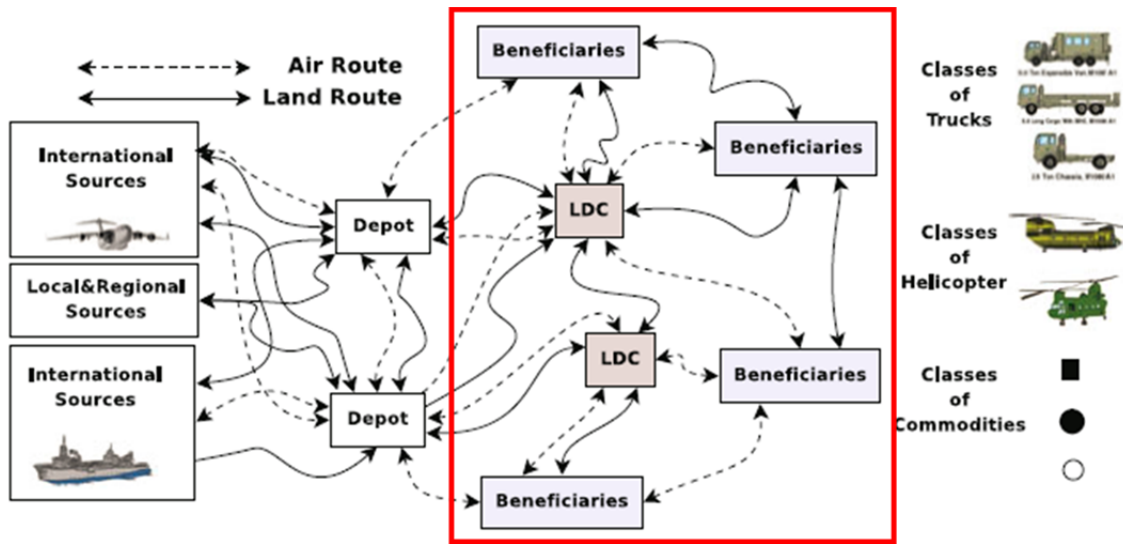 Air Route
Land Route
International
Sources
Local&Regional
Sources
International
Sources
Depot
Depot
Beneficiaries
Beneficiaries
LDC
LDC
Beneficiaries
Beneficiaries
Classes
of
Trucks
Classes
of
Helicopter
Classes
of
Commodities